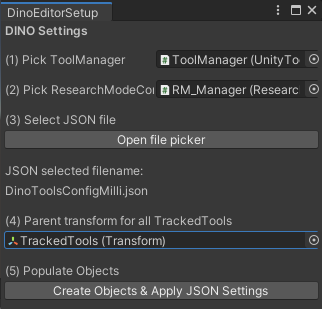 DinoEditorSetup
DINO Settings
(1) Pick ToolManager
ToolManager (UnityTo
(2) Pick ResearchModeCor
RM_Manager (Researc
(3) Select JSON file
Open file picker
JSON selected filename:
DinoToolsConfigMilli.json
(4) Parent transform for all TrackedTools
TrackedTools (Transform)
(5) Populate Objects
Create Objects & Apply JSON Settings